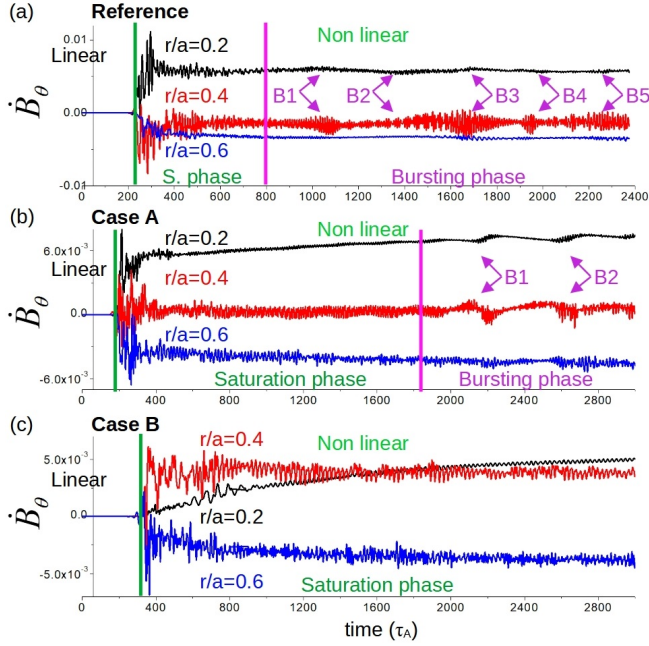 (a) Reference
0.01
Linear
r/a=0.2
Non linear
Ḃθ
0.00
r/a=0.4
B1 B2 B3 B4 B5
r/a=0.6
-0.01
S. phase
Bursting phase
0 200 400 600 800 1000 1200 1400 1600 1800 2000 2200 2400
(b) Case A
6.0x10⁻³
Linear
r/a=0.2
Non linear
Ḃθ
r/a=0.4
B1 B2
0.0
r/a=0.6
-6.0x10⁻³
Saturation phase
Bursting phase
0 400 800 1200 1600 2000 2400 2800
(c) Case B
5.0x10⁻³
Linear
r/a=0.4
Non linear
Ḃθ
0.0
r/a=0.2
-5.0x10⁻³
r/a=0.6
Saturation phase
0 400 800 1200 1600 2000 2400 2800
time (τA)